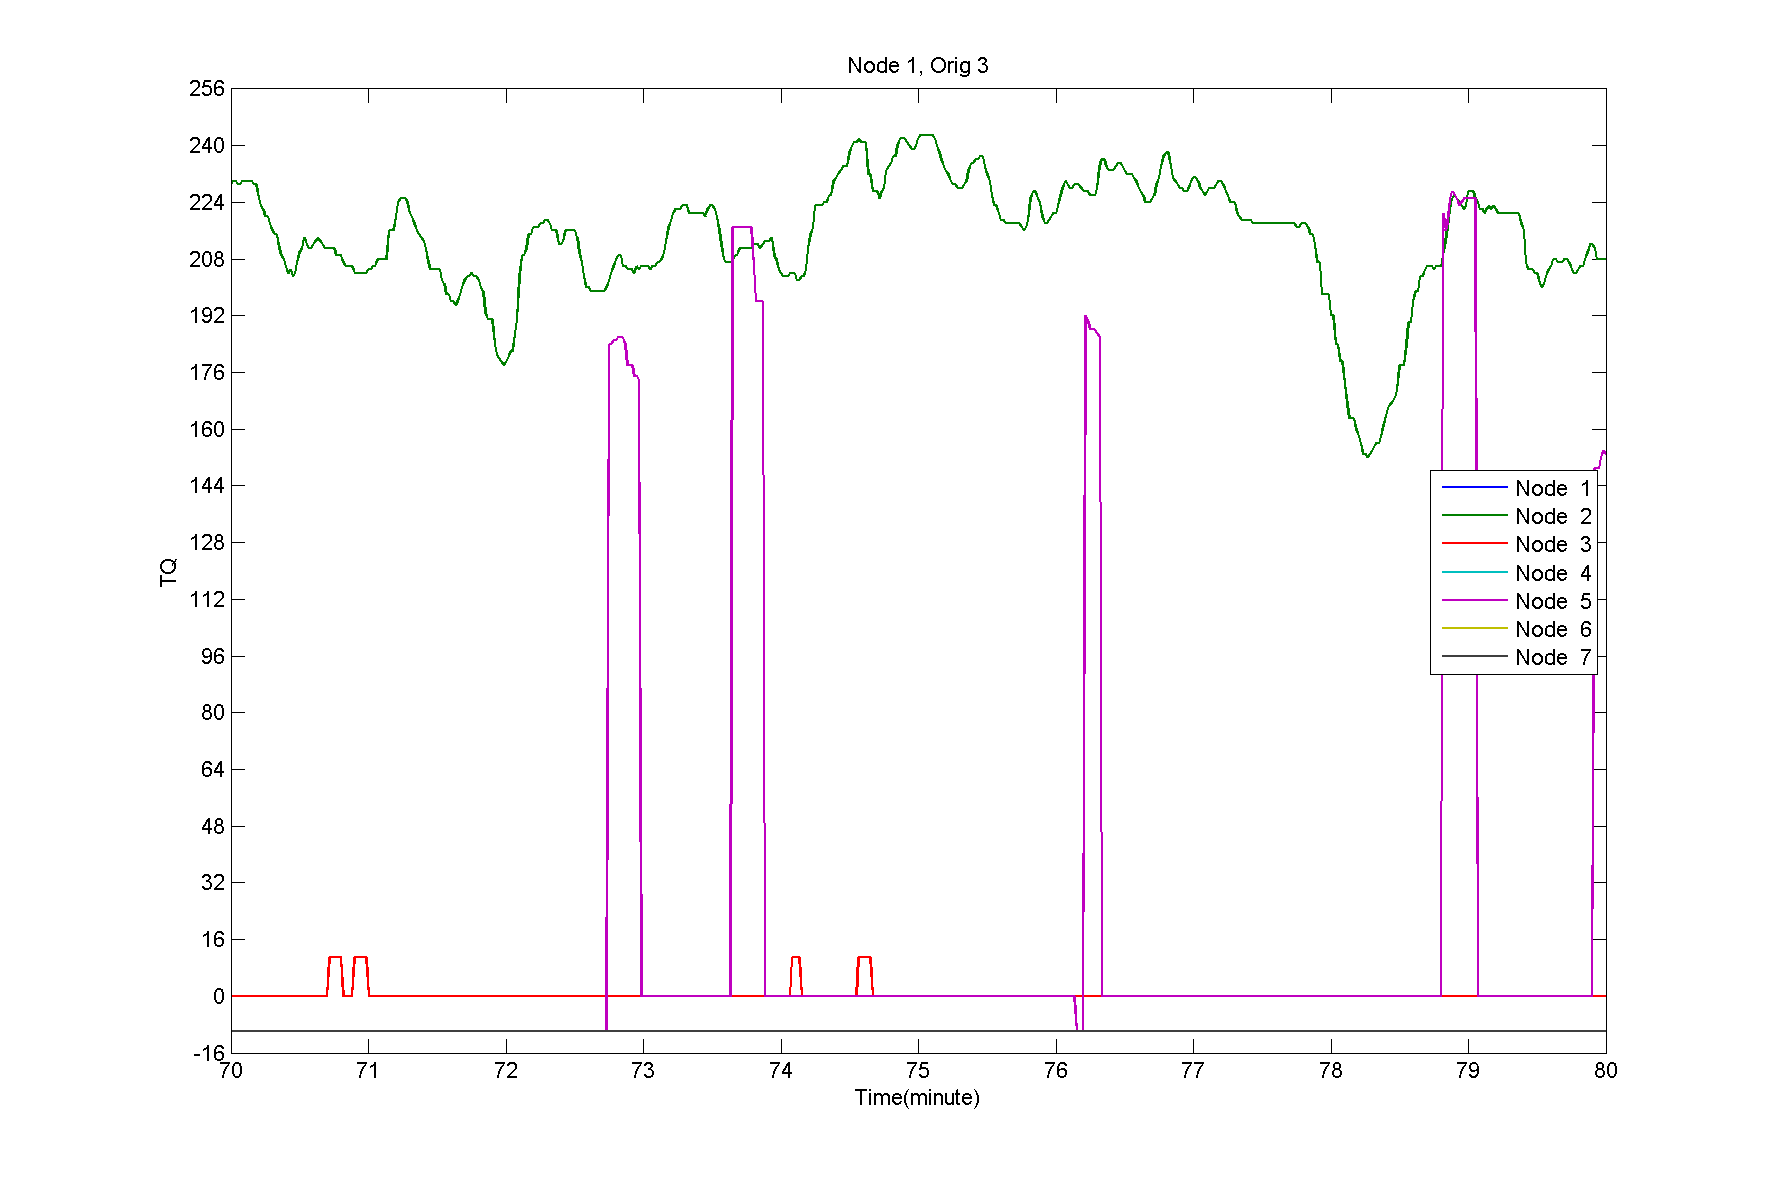 Node 1, Orig 3
256
240
224
208
192
176
160
144
128
112
96
80
64
48
32
16
0
-16
TQ
Node 1
Node 2
Node 3
Node 4
Node 5
Node 6
Node 7
70 71 72 73 74 75 76 77 78 79 80
Time(minute)